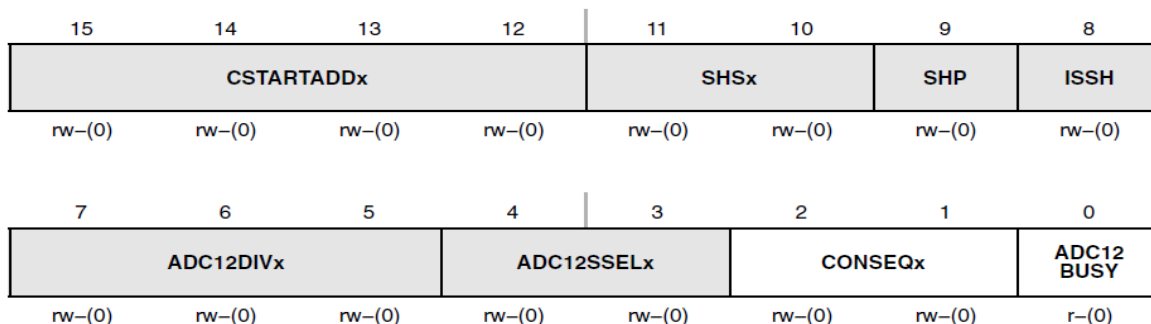 15 14 13 12 11 10 9 8
CSTARTADDx SHSx SHP ISSH
rw–(0) rw–(0) rw–(0) rw–(0) rw–(0) rw–(0) rw–(0) rw–(0)
7 6 5 4 3 2 1 0
ADC12DIVx ADC12SSELx CONSEQx ADC12
BUSY
rw–(0) rw–(0) rw–(0) rw–(0) rw–(0) rw–(0) rw–(0) r–(0)